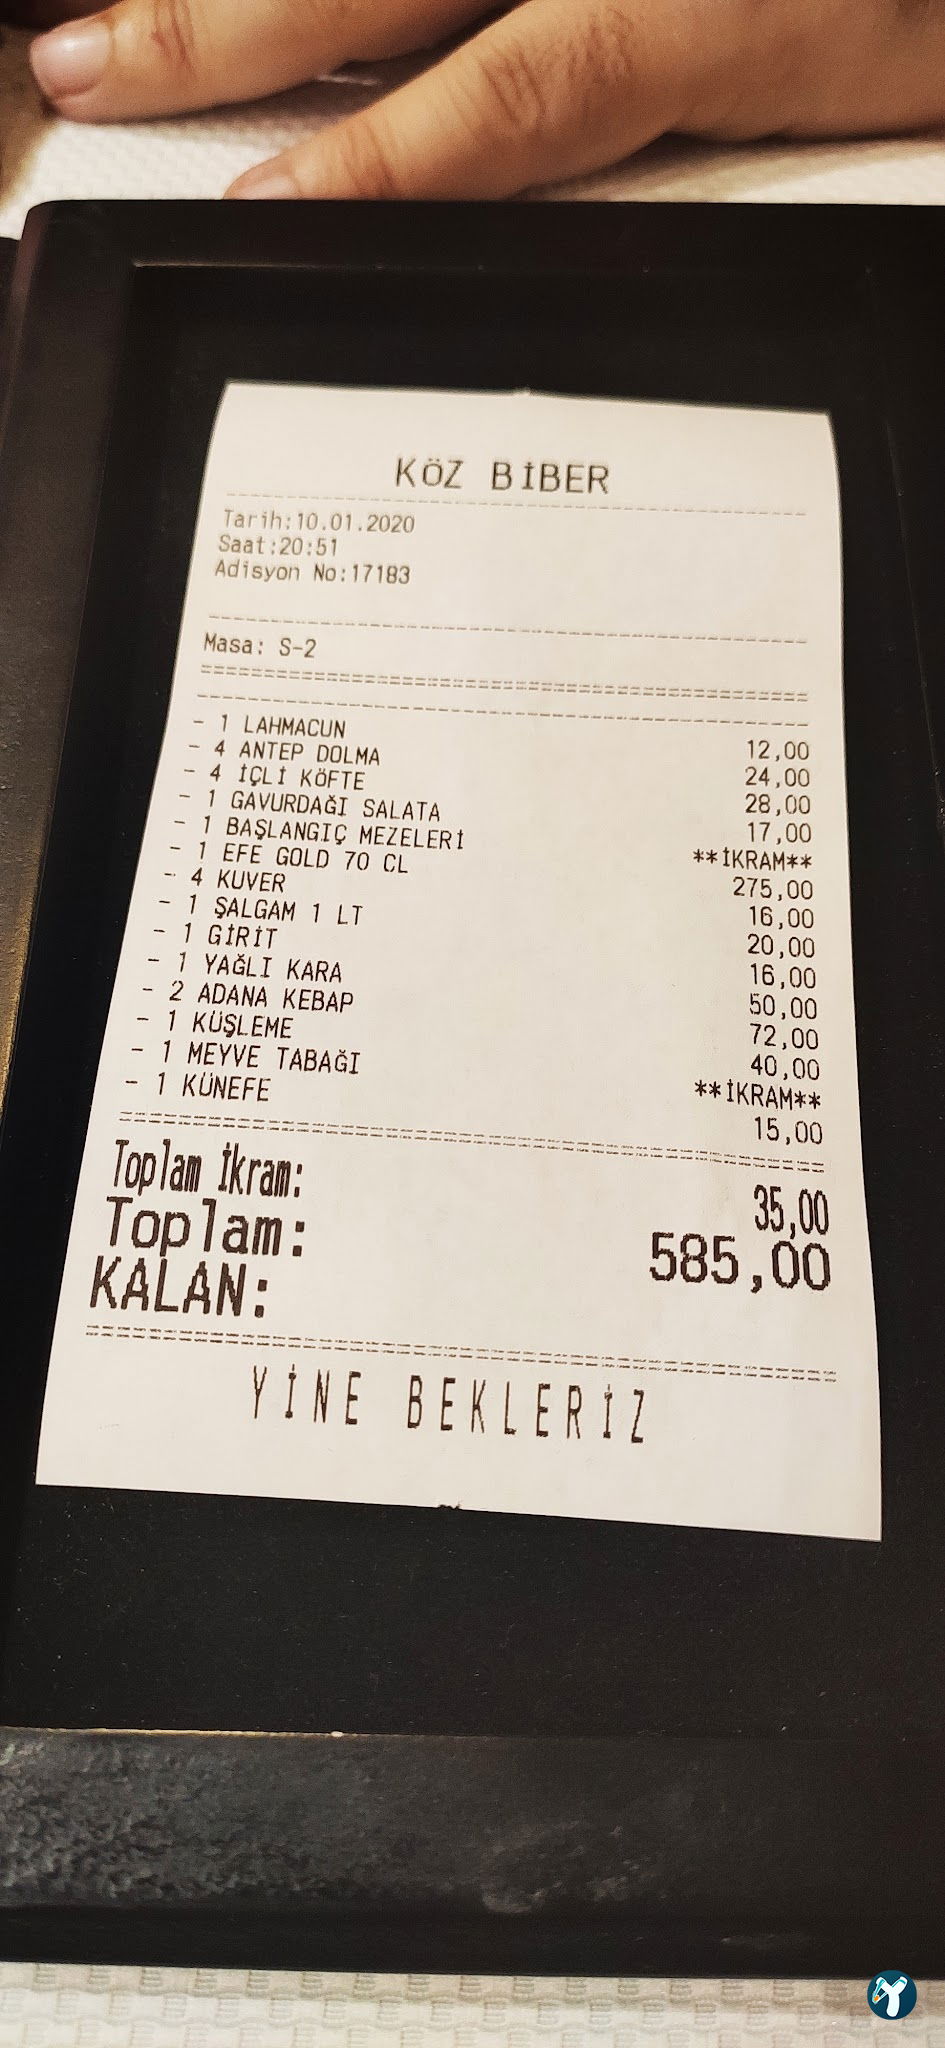 KÖZ BİBER
Tarih:10.01.2020
Saat:20:51
Adisyon No:17183
Masa: S-2
- 1 LAHMACUN 12,00
- 4 ANTEP DOLMA 24,00
- 4 İÇLİ KÖFTE 28,00
- 1 GAVURDAĞI SALATA 17,00
- 1 BAŞLANGIÇ MEZELERİ **İKRAM**
- 1 EFE GOLD 70 CL 275,00
- 4 KUVER 16,00
- 1 ŞALGAM 1 LT 20,00
- 1 GİRİT 16,00
- 1 YAĞLI KARA 50,00
- 2 ADANA KEBAP 72,00
- 1 KÜŞLEME 40,00
- 1 MEYVE TABAĞI **İKRAM**
- 1 KÜNEFE 15,00
Toplam İkram: 35,00
Toplam: 585,00
KALAN:
YİNE BEKLERİZ